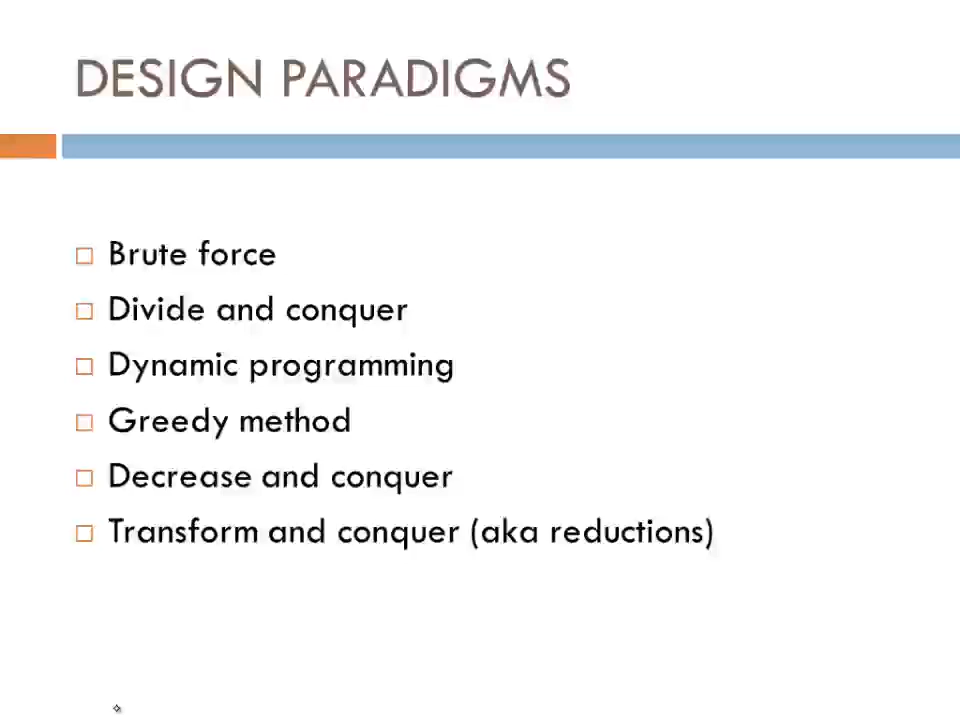 DESIGN PARADIGMS
Brute force
Divide and conquer
Dynamic programming
Greedy method
Decrease and conquer
Transform and conquer (aka reductions)